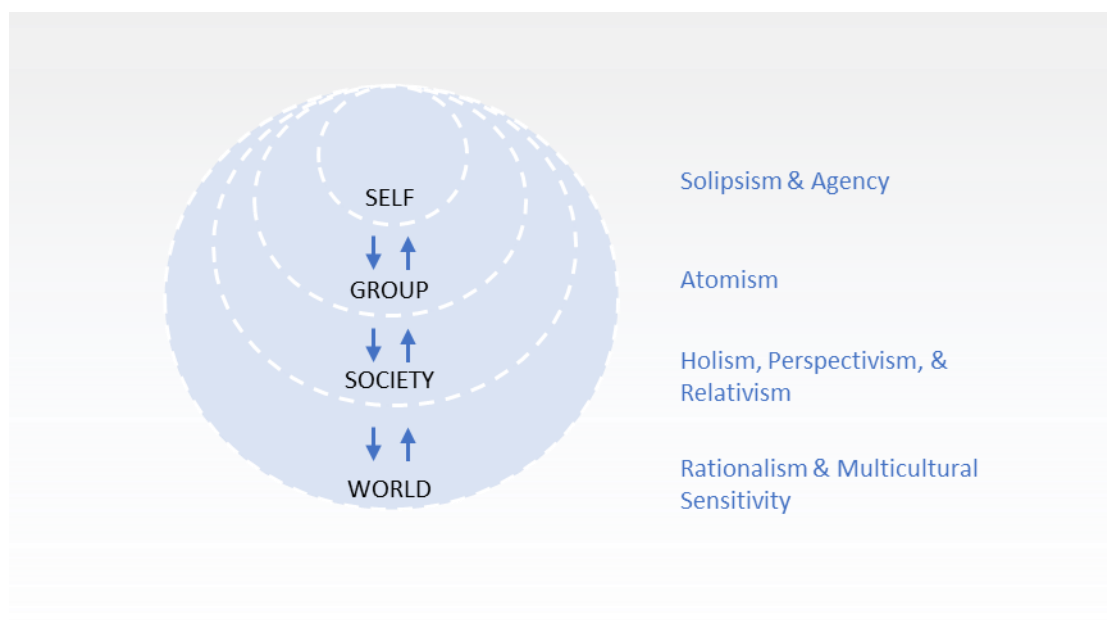 SELF
Solipsism & Agency
GROUP
Atomism
SOCIETY
Holism, Perspectivism, &
Relativism
WORLD
Rationalism & Multicultural
Sensitivity